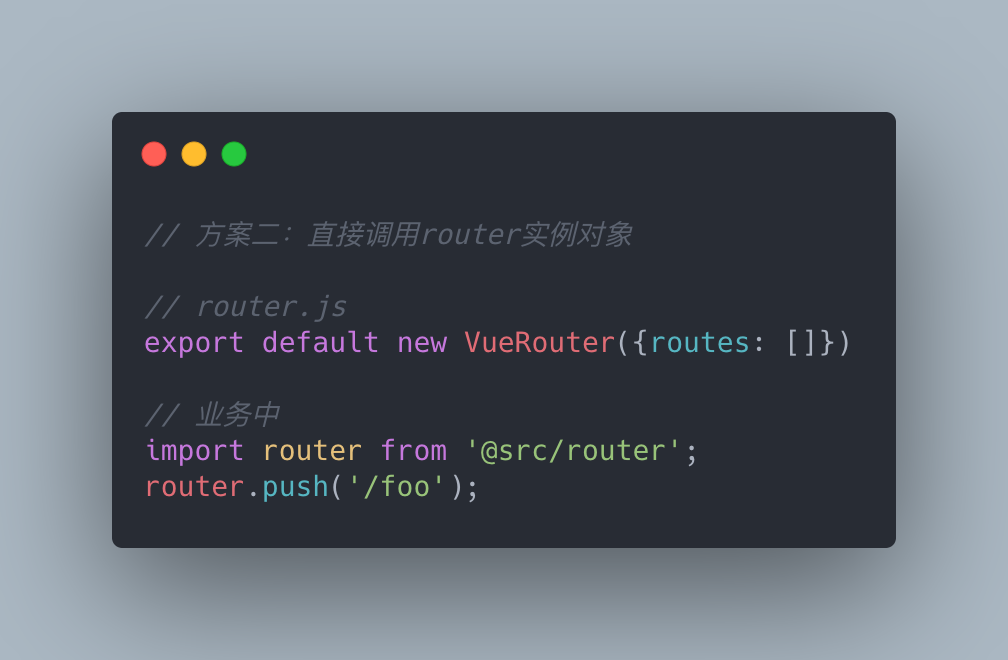 // 方案二：直接调用router实例对象
// router.js
export default new VueRouter({routes: []})
// 业务中
import router from '@src/router';
router.push('/foo');